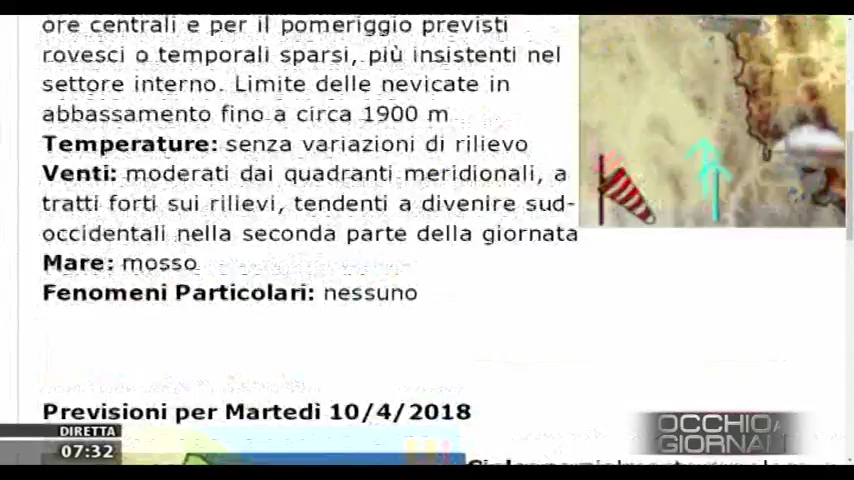 ore centrali e per il pomeriggio previsti
rovesci o temporali sparsi, più insistenti nel
settore interno. Limite delle nevicate in
abbassamento fino a circa 1900 m
Temperature: senza variazioni di rilievo
Venti: moderati dai quadranti meridionali, a
tratti forti sui rilievi, tendenti a divenire sud-
occidentali nella seconda parte della giornata
Mare: mosso
Fenomeni Particolari: nessuno
Previsioni per Martedì 10/4/2018
DIRETTA
07:32
OCCHIO AI
GIORNALI